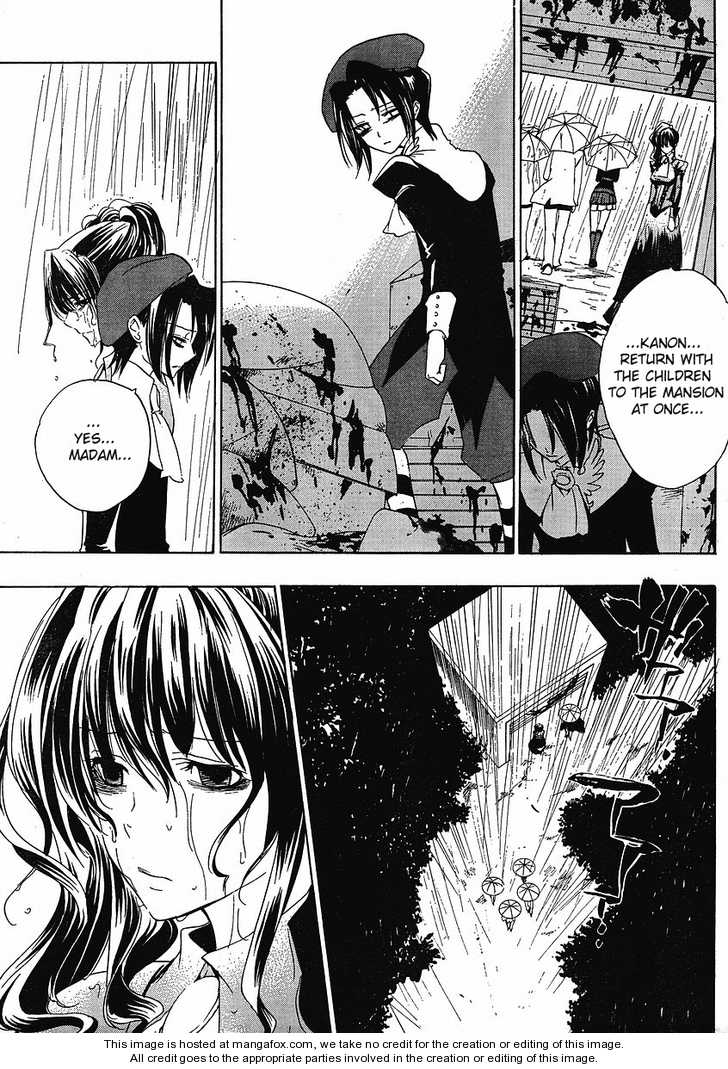 ...KANON...
RETURN WITH
THE CHILDREN
TO THE MANSION
AT ONCE...
...
YES...
MADAM...
This image is hosted at mangafox.com, we take no credit for the creation or editing of this image.
All credit goes to the appropriate parties involved in the creation or editing of this image.